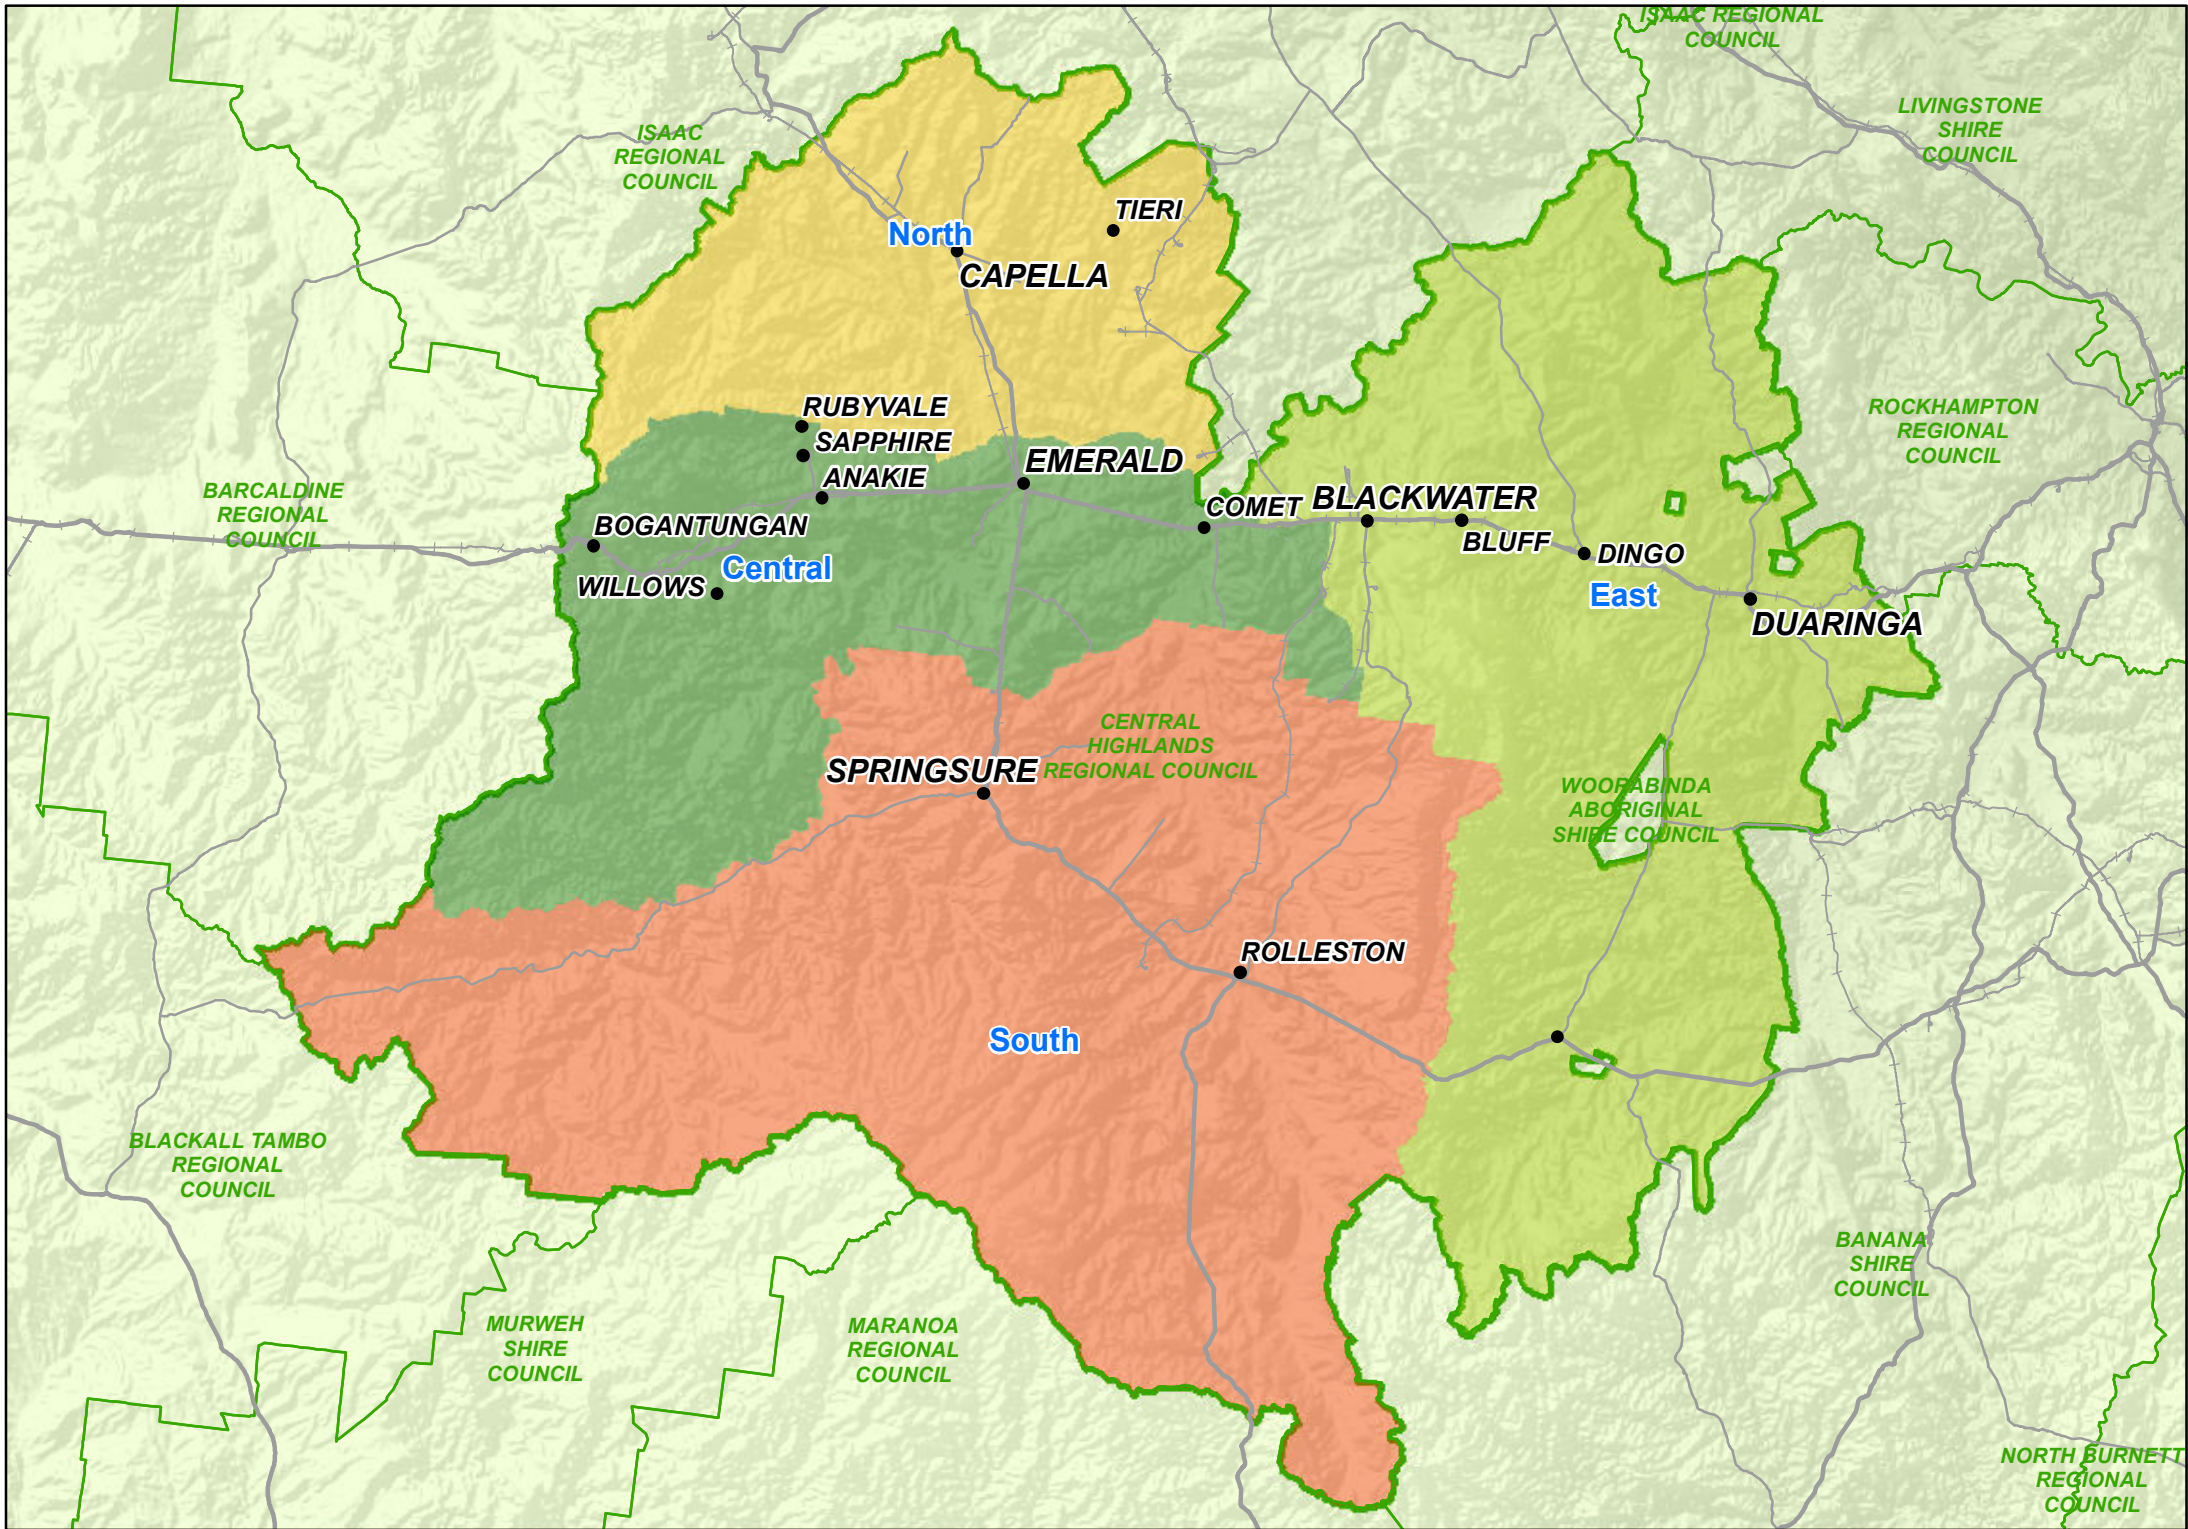 ISAAC REGIONAL
COUNCIL
LIVINGSTONE
SHIRE
COUNCIL
ISAAC
REGIONAL
COUNCIL
TIERI
North
CAPELLA
RUBYVALE
SAPPHIRE
ANAKIE
EMERALD
ROCKHAMPTON
REGIONAL
COUNCIL
BARCALDINE
REGIONAL
COUNCIL
BOGANTUNGAN
COMET
BLACKWATER
BLUFF
DINGO
WILLOWS
Central
East
DUARINGA
CENTRAL
HIGHLANDS
REGIONAL COUNCIL
SPRINGSURE
WOORABINDA
ABORIGINAL
SHIRE COUNCIL
ROLLESTON
South
BLACKALL TAMBO
REGIONAL
COUNCIL
BANANA
SHIRE
COUNCIL
MURWEH
SHIRE
COUNCIL
MARANOA
REGIONAL
COUNCIL
NORTH BURNETT
REGIONAL
COUNCIL